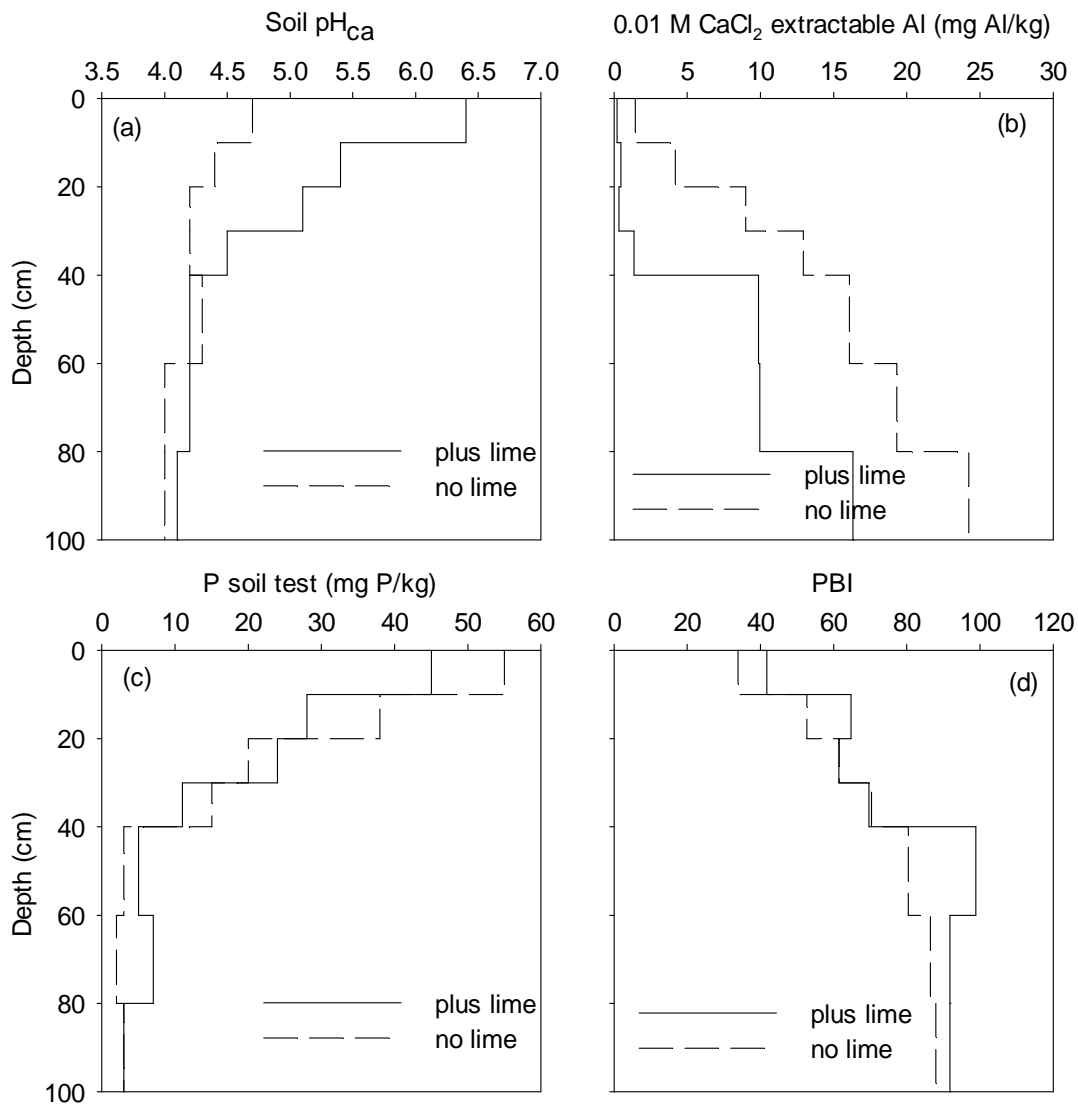 Soil pHca
3.5 4.0 4.5 5.0 5.5 6.0 6.5 7.0
0
20
40
60
80
100
Depth (cm)
(a)
plus lime
no lime
0.01 M CaCl₂ extractable Al (mg Al/kg)
0 5 10 15 20 25 30
(b)
plus lime
no lime
P soil test (mg P/kg)
0 10 20 30 40 50 60
0
20
40
60
80
100
Depth (cm)
(c)
plus lime
no lime
PBI
0 20 40 60 80 100 120
(d)
plus lime
no lime